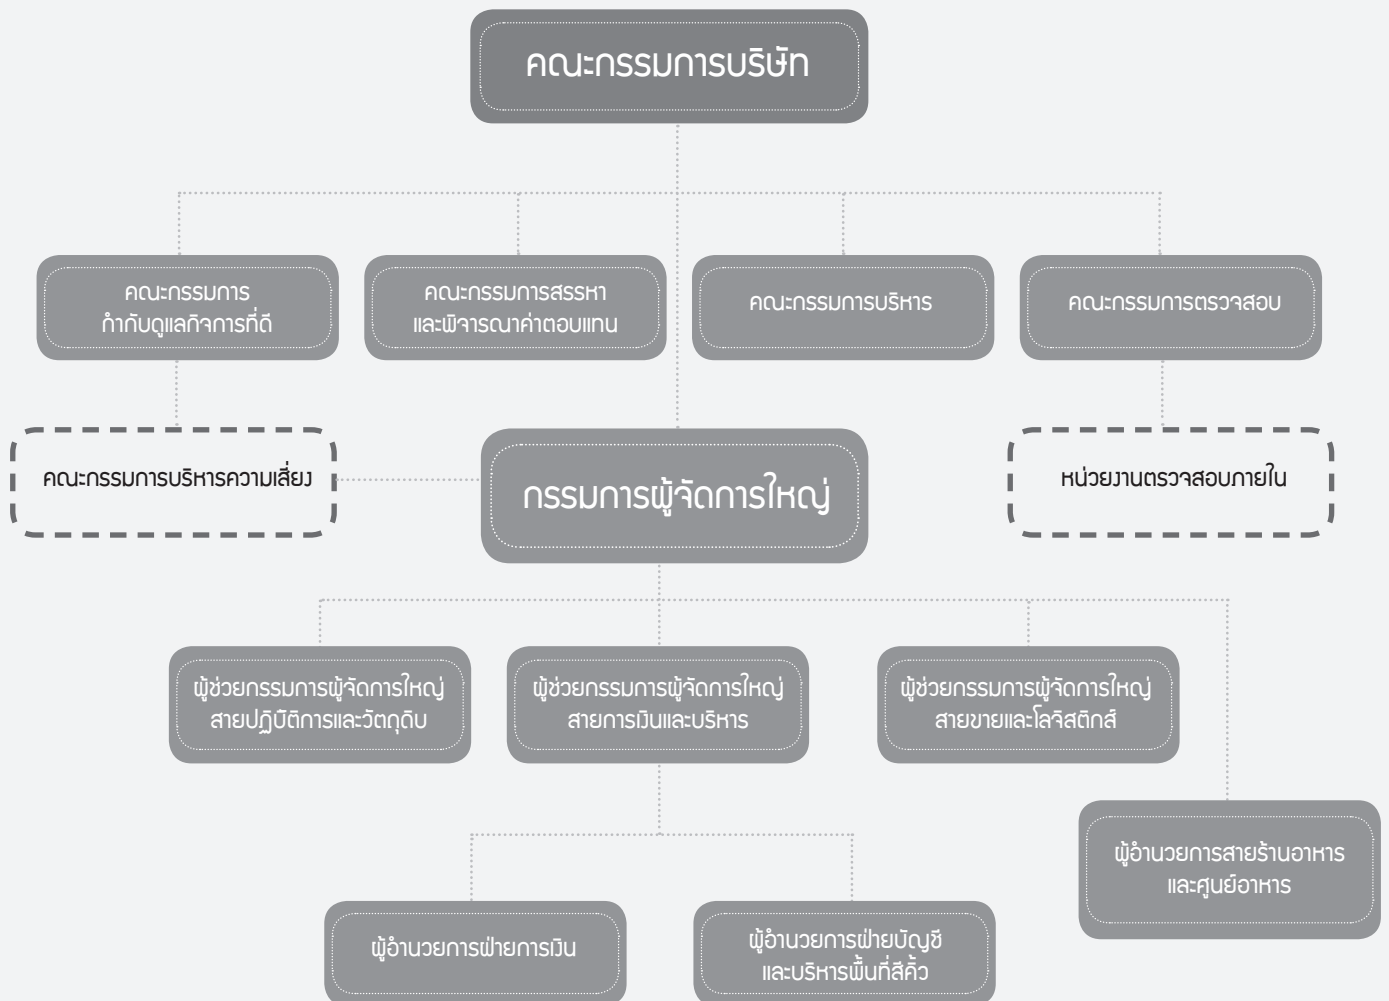 คณะกรรมการบริษัท
คณะกรรมการ
กำกับดูแลกิจการที่ดี
คณะกรรมการสรรหา
และพิจารณาค่าตอบแทน
คณะกรรมการบริหาร
คณะกรรมการตรวจสอบ
คณะกรรมการบริหารความเสี่ยง
กรรมการผู้จัดการใหญ่
หน่วยงานตรวจสอบภายใน
ผู้ช่วยกรรมการผู้จัดการใหญ่
สายปฏิบัติการและวัตถุดิบ
ผู้ช่วยกรรมการผู้จัดการใหญ่
สายการเงินและบริหาร
ผู้ช่วยกรรมการผู้จัดการใหญ่
สายขายและโลจิสติกส์
ผู้อำนวยการสายร้านอาหาร
และศูนย์อาหาร
ผู้อำนวยการฝ่ายการเงิน
ผู้อำนวยการฝ่ายบัญชี
และบริหารพื้นที่สีคิ้ว